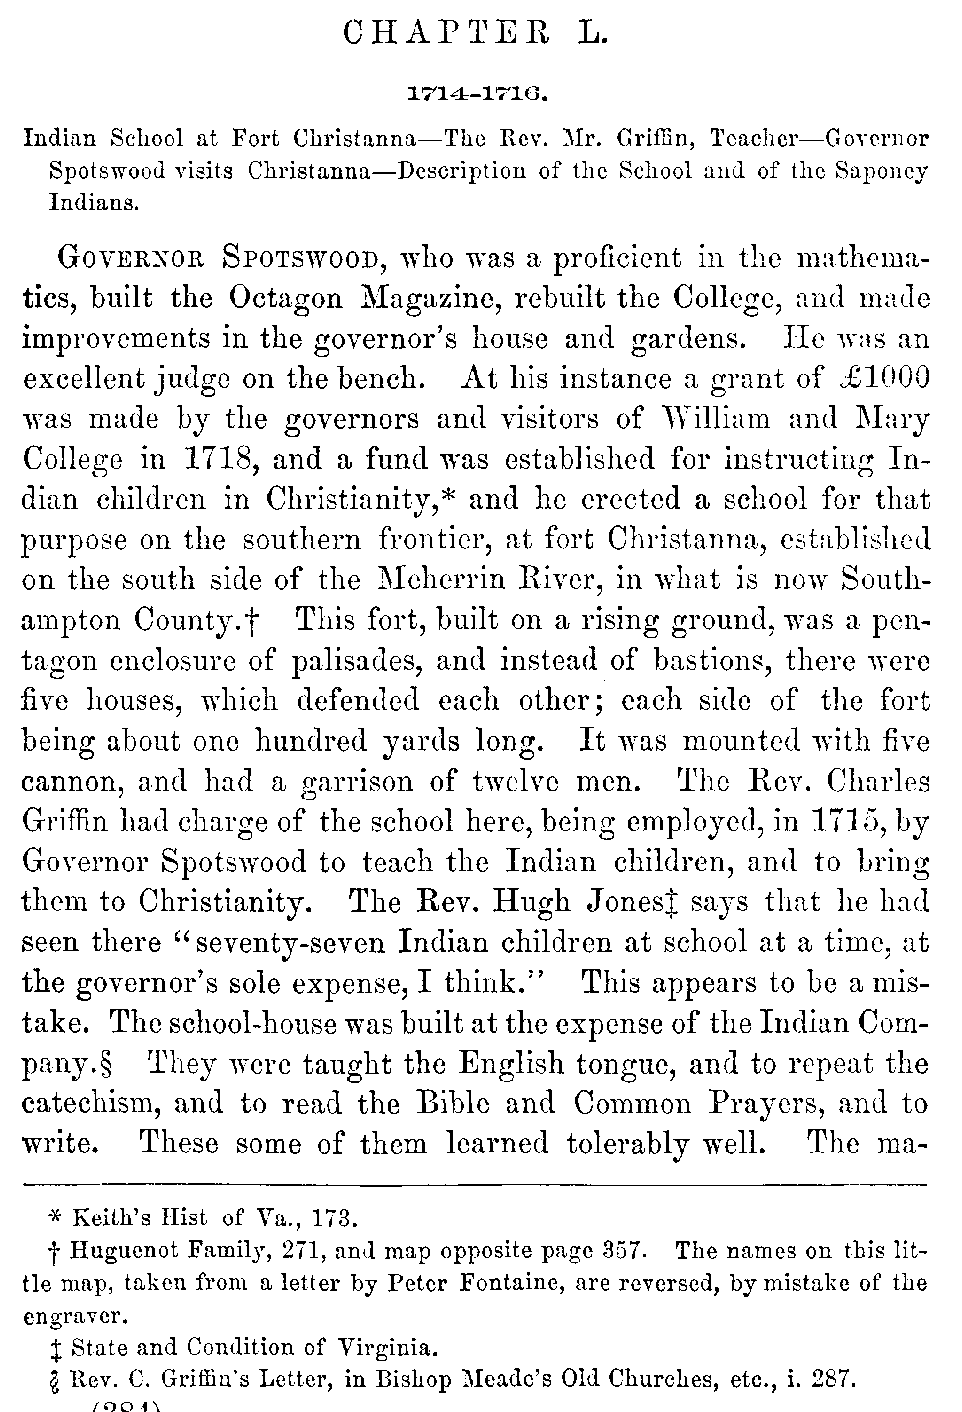 CHAPTER L.
1714-1716.
Indian School at Fort Christanna—The Rev. Mr. Griffin, Teacher—Governor
Spotswood visits Christanna—Description of the School and of the Saponey
Indians.
GOVERNOR SPOTSWOOD, who was a proficient in the mathema-
tics, built the Octagon Magazine, rebuilt the College, and made
improvements in the governor's house and gardens. He was an
excellent judge on the bench. At his instance a grant of £1000
was made by the governors and visitors of William and Mary
College in 1718, and a fund was established for instructing In-
dian children in Christianity,* and he erected a school for that
purpose on the southern frontier, at fort Christanna, established
on the south side of the Meherrin River, in what is now South-
ampton County.† This fort, built on a rising ground, was a pen-
tagon enclosure of palisades, and instead of bastions, there were
five houses, which defended each other; each side of the fort
being about one hundred yards long. It was mounted with five
cannon, and had a garrison of twelve men. The Rev. Charles
Griffin had charge of the school here, being employed, in 1715, by
Governor Spotswood to teach the Indian children, and to bring
them to Christianity. The Rev. Hugh Jones‡ says that he had
seen there "seventy-seven Indian children at school at a time, at
the governor's sole expense, I think." This appears to be a mis-
take. The school-house was built at the expense of the Indian Com-
pany.§ They were taught the English tongue, and to repeat the
catechism, and to read the Bible and Common Prayers, and to
write. These some of them learned tolerably well. The ma-
* Keith's Hist of Va., 173.
† Huguenot Family, 271, and map opposite page 357. The names on this lit-
tle map, taken from a letter by Peter Fontaine, are reversed, by mistake of the
engraver.
‡ State and Condition of Virginia.
§ Rev. C. Griffin's Letter, in Bishop Meade's Old Churches, etc., i. 287.
(284)